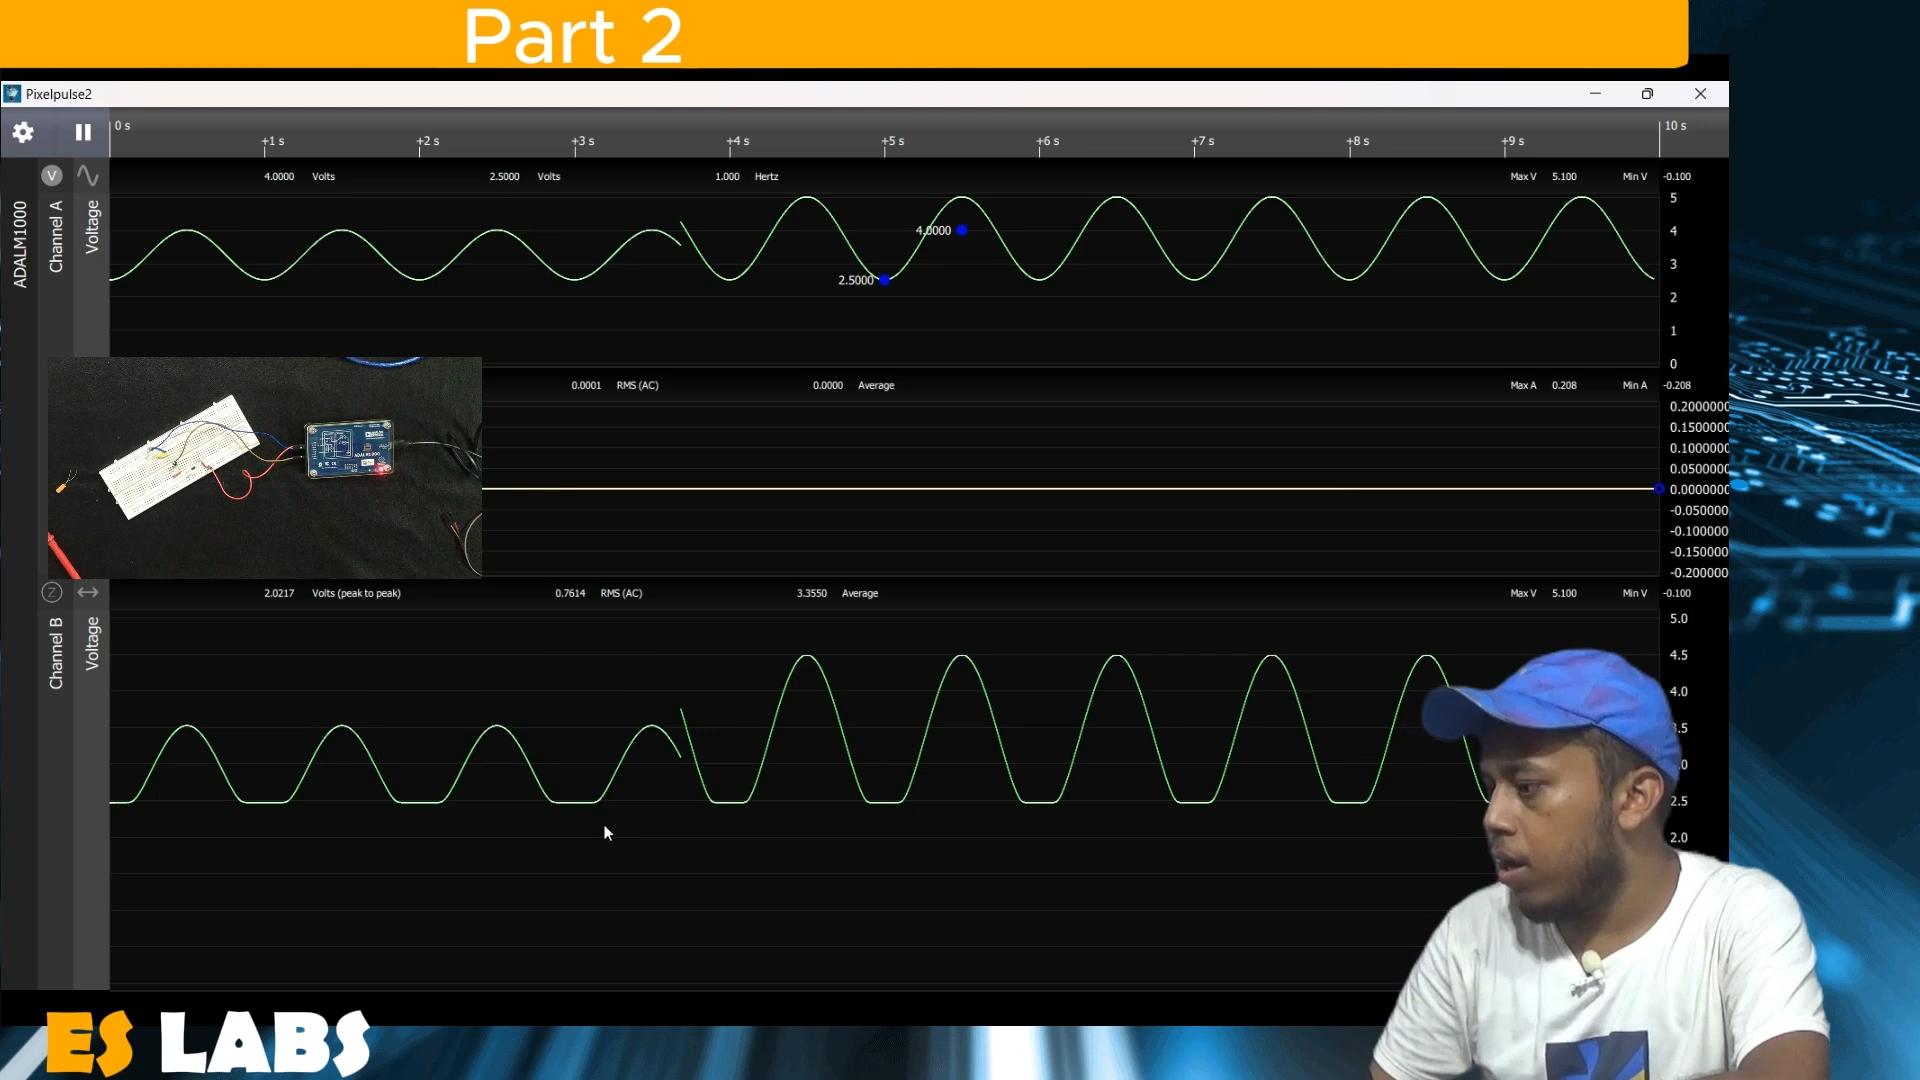 Part 2
Pixelpulse2
0 s +1 s +2 s +3 s +4 s +5 s +6 s +7 s +8 s +9 s 10 s
V 4.0000 Volts 2.5000 Volts 1.000 Hertz Max V 5.100 Min V -0.100
ADALM1000
Channel A
Voltage
5
4
3
2
1
0
4.0000
2.5000
0.0001 RMS (AC) 0.0000 Average Max A 0.208 Min A -0.208
0.2000000
0.1500000
0.1000000
0.0500000
0.0000000
-0.050000
-0.100000
-0.150000
-0.200000
Z 2.0217 Volts (peak to peak) 0.7614 RMS (AC) 3.3550 Average Max V 5.100 Min V -0.100
Channel B
Voltage
5.0
4.5
4.0
3.5
2.5
2.0
ES LABS